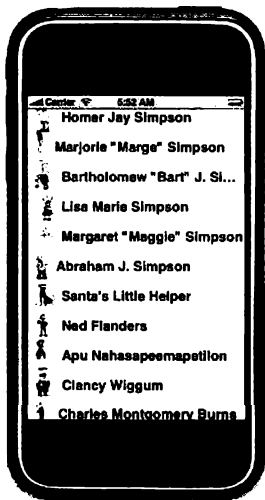 Carrier 5:52 AM
Homer Jay Simpson
Marjorie "Marge" Simpson
Bartholomew "Bart" J. Si...
Lisa Marie Simpson
Margaret "Maggie" Simpson
Abraham J. Simpson
Santa's Little Helper
Ned Flanders
Apu Nahasapeemapetilon
Clancy Wiggum
Charles Montgomery Burns